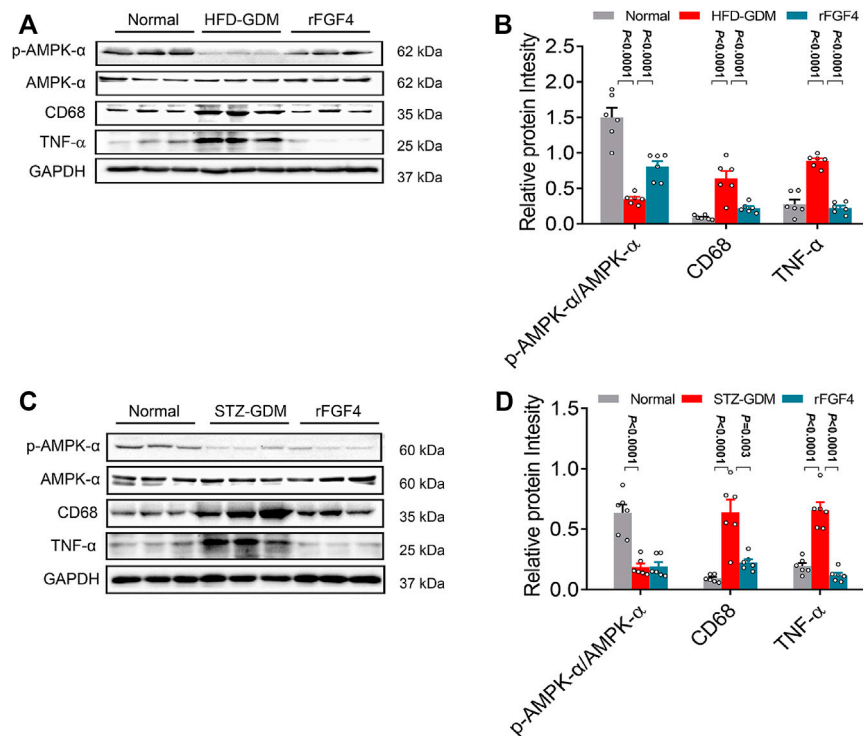 A
Normal HFD-GDM rFGF4
p-AMPK-α 62 kDa
AMPK-α 62 kDa
CD68 35 kDa
TNF-α 25 kDa
GAPDH 37 kDa
B
Normal HFD-GDM rFGF4
Relative protein Intesity
2.5
2.0
1.5
1.0
0.5
0.0
P<0.0001 P<0.0001 P<0.0001 P<0.0001 P<0.0001 P<0.0001
p-AMPK-α/AMPK-α CD68 TNF-α
C
Normal STZ-GDM rFGF4
p-AMPK-α 60 kDa
AMPK-α 60 kDa
CD68 35 kDa
TNF-α 25 kDa
GAPDH 37 kDa
D
Normal STZ-GDM rFGF4
Relative protein Intesity
1.5
1.0
0.5
0.0
P<0.0001 P<0.0001 P=0.003 P<0.0001 P<0.0001
p-AMPK-α/AMPK-α CD68 TNF-α